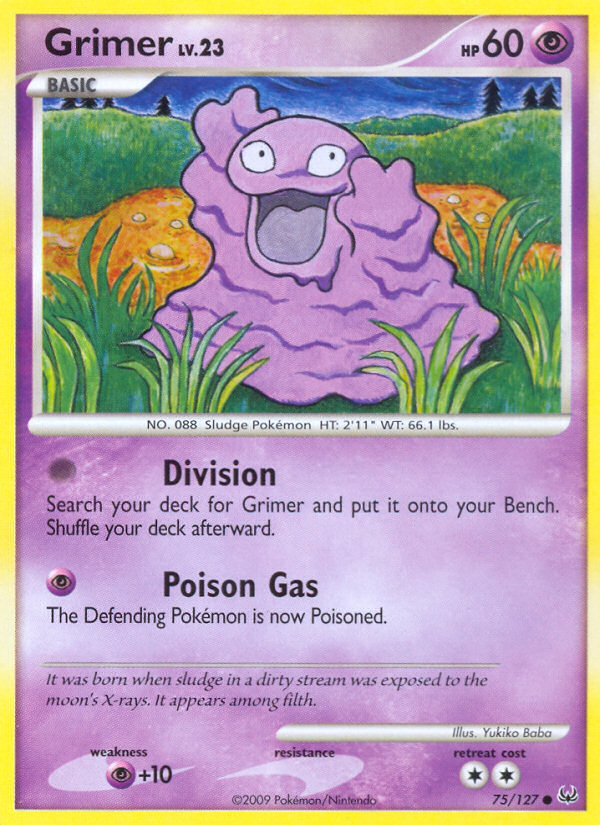 Grimer LV.23
HP 60
BASIC
NO. 088 Sludge Pokémon HT: 2'11" WT: 66.1 lbs.
Division
Search your deck for Grimer and put it onto your Bench.
Shuffle your deck afterward.
Poison Gas
The Defending Pokémon is now Poisoned.
It was born when sludge in a dirty stream was exposed to the
moon's X-rays. It appears among filth.
Illus. Yukiko Baba
weakness
+10
resistance
retreat cost
©2009 Pokémon/Nintendo
75/127